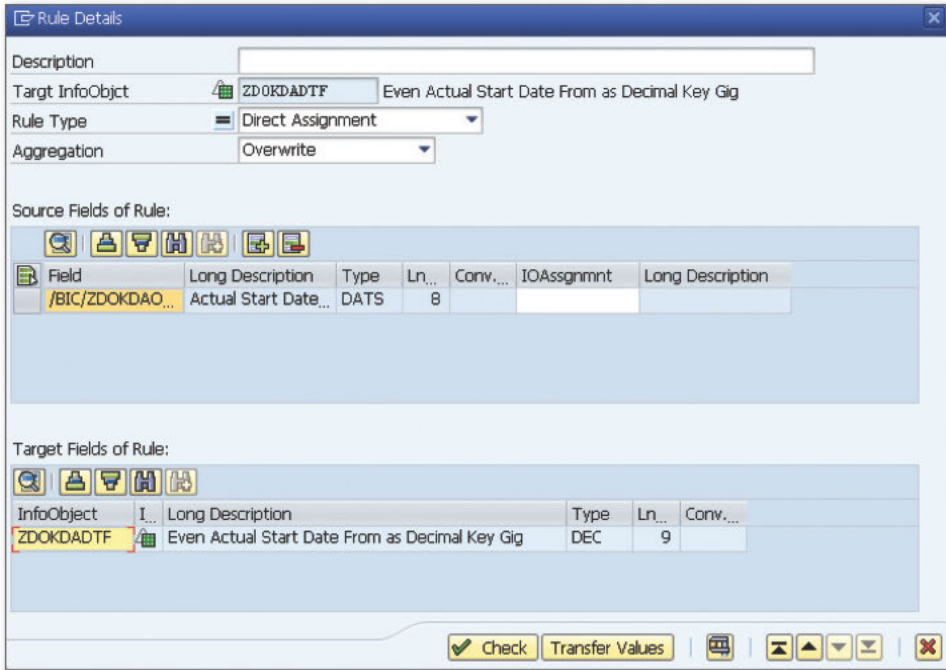 Rule Details
Description
Targt InfoObjct ZDOKDADTF Even Actual Start Date From as Decimal Key Gig
Rule Type Direct Assignment
Aggregation Overwrite
Source Fields of Rule:
Field Long Description Type Ln... Conv.... IOAssgnmnt Long Description
/BIC/ZDOKDAO... Actual Start Date... DATS 8
Target Fields of Rule:
InfoObject I... Long Description Type Ln... Conv....
ZDOKDADTF Even Actual Start Date From as Decimal Key Gig DEC 9
Check Transfer Values